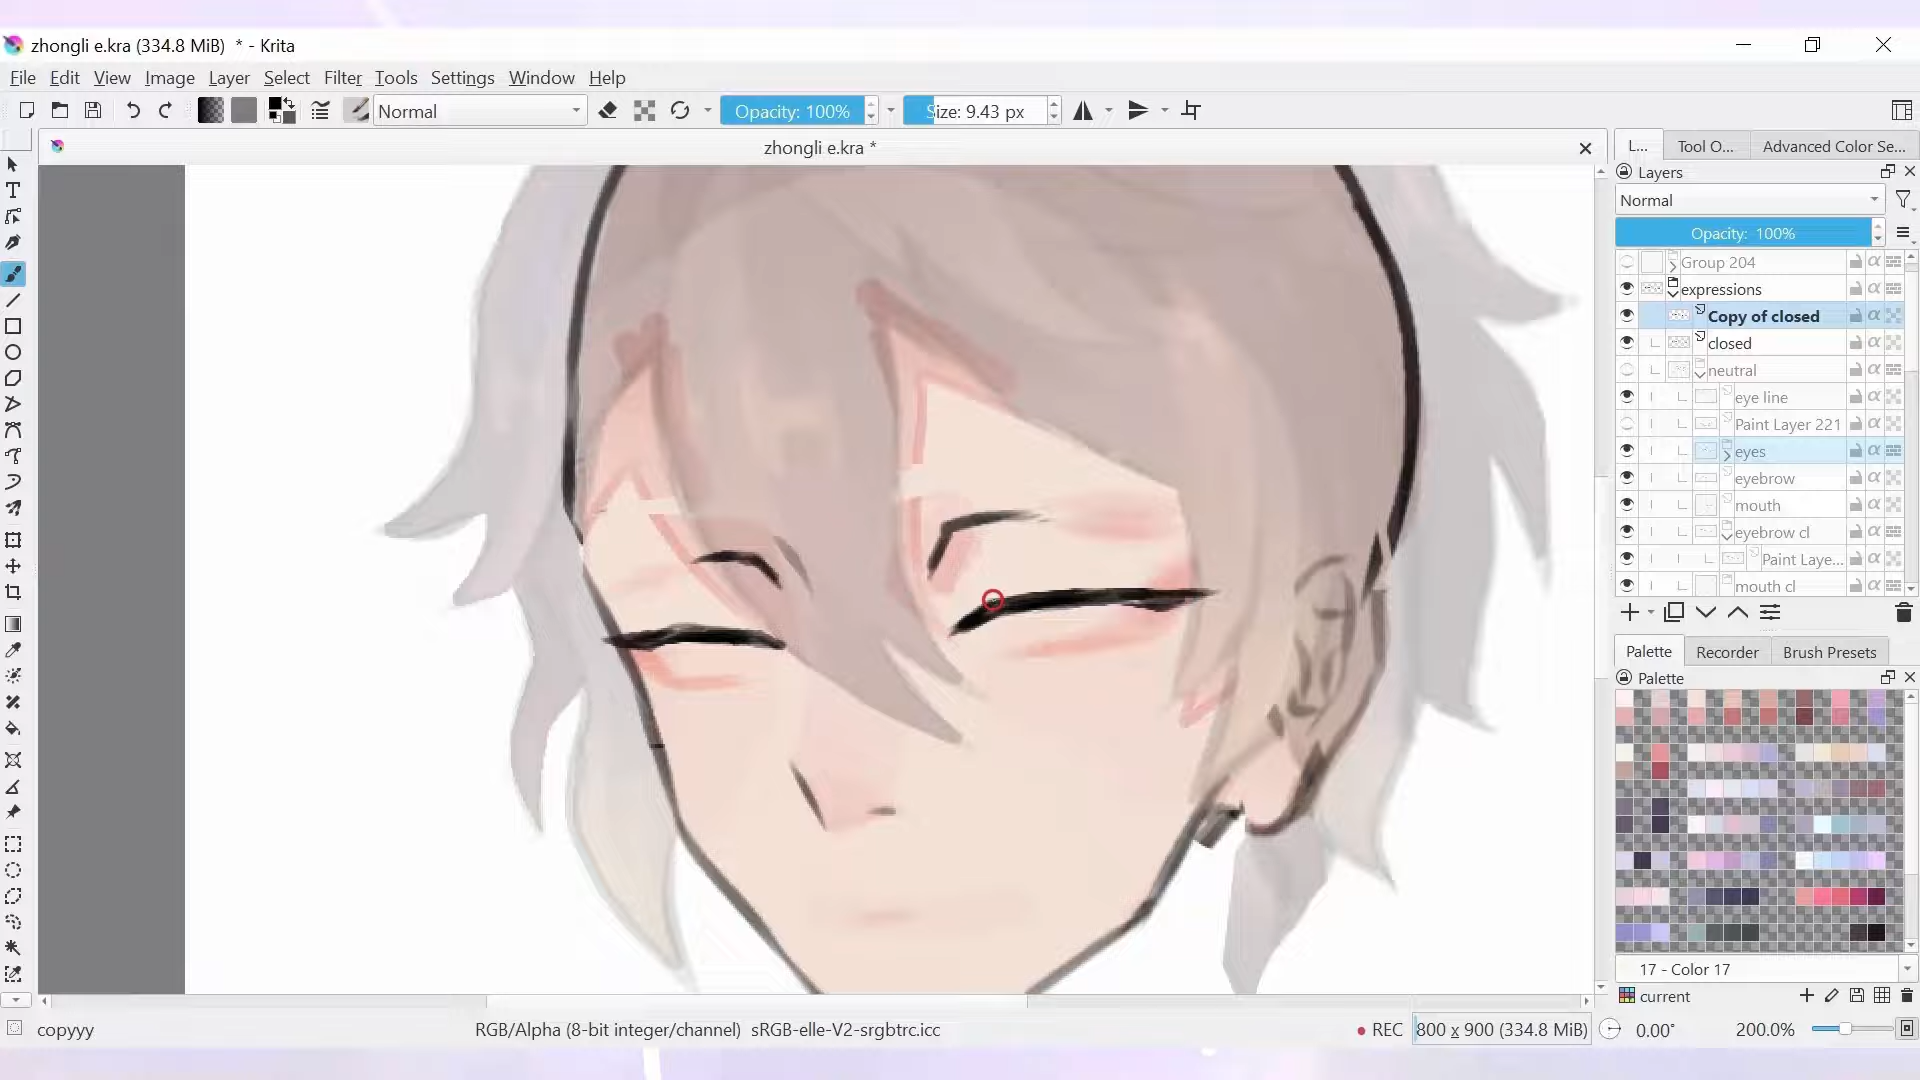 zhongli e.kra (334.8 MiB) * - Krita
File Edit View Image Layer Select Filter Tools Settings Window Help
Normal
Opacity: 100%
Size: 9.43 px
zhongli e.kra *
L...
Tool O...
Advanced Color Se...
Layers
Normal
Opacity: 100%
Group 204
expressions
Copy of closed
closed
neutral
eye line
Paint Layer 221
eyes
eyebrow
mouth
eyebrow cl
Paint Laye...
mouth cl
Palette
Recorder
Brush Presets
Palette
17 - Color 17
current
copyyy
RGB/Alpha (8-bit integer/channel) sRGB-elle-V2-srgbtrc.icc
REC
800 x 900 (334.8 MiB)
0.00°
200.0%